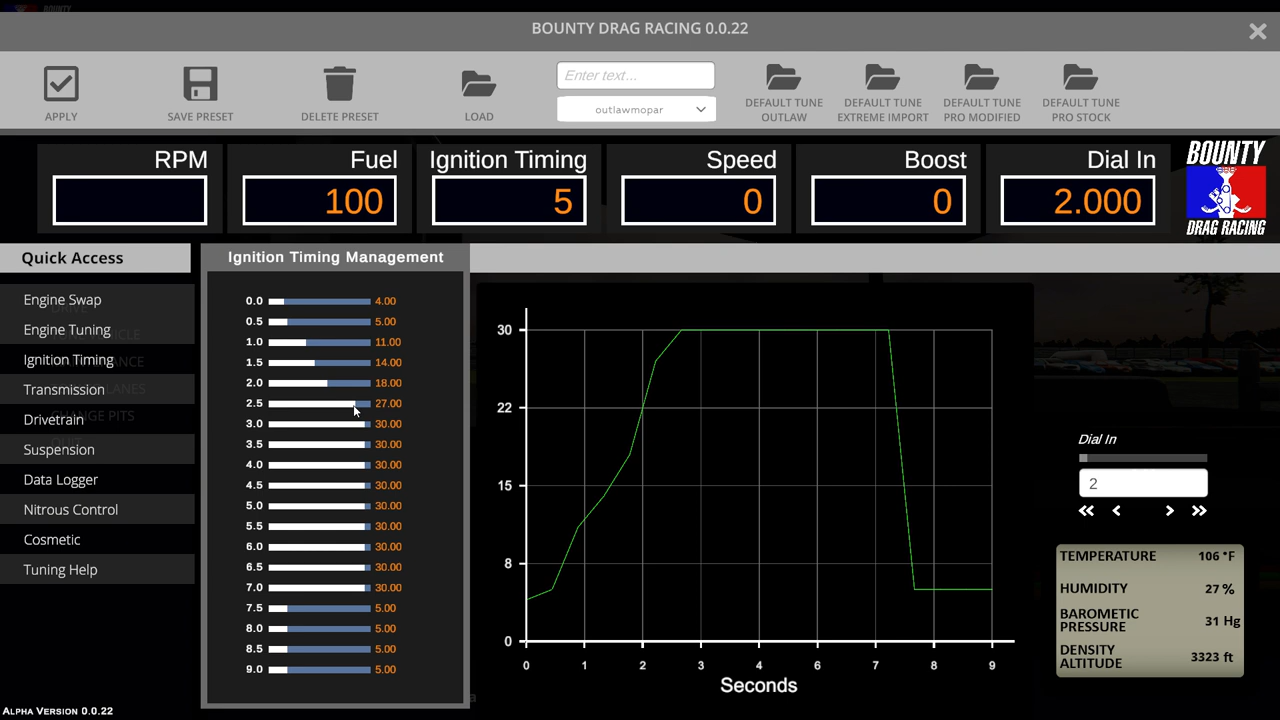 BOUNTY DRAG RACING 0.0.22
APPLY
SAVE PRESET
DELETE PRESET
LOAD
Enter text...
outlawmopar
DEFAULT TUNE
OUTLAW
DEFAULT TUNE
EXTREME IMPORT
DEFAULT TUNE
PRO MODIFIED
DEFAULT TUNE
PRO STOCK
RPM
Fuel
100
Ignition Timing
5
Speed
0
Boost
0
Dial In
2.000
BOUNTY
DRAG RACING
Quick Access
Engine Swap
Engine Tuning
Ignition Timing
Transmission
Drivetrain
Suspension
Data Logger
Nitrous Control
Cosmetic
Tuning Help
CHANGE PITS
Ignition Timing Management
0.0 4.00
0.5 5.00
1.0 11.00
1.5 14.00
2.0 18.00
2.5 27.00
3.0 30.00
3.5 30.00
4.0 30.00
4.5 30.00
5.0 30.00
5.5 30.00
6.0 30.00
6.5 30.00
7.0 30.00
7.5 5.00
8.0 5.00
8.5 5.00
9.0 5.00
30
22
15
8
0
0 1 2 3 4 6 7 8 9
Seconds
Dial In
2
TEMPERATURE 106 °F
HUMIDITY 27 %
BAROMETIC
PRESSURE 31 Hg
DENSITY
ALTITUDE 3323 ft
ALPHA VERSION 0.0.22